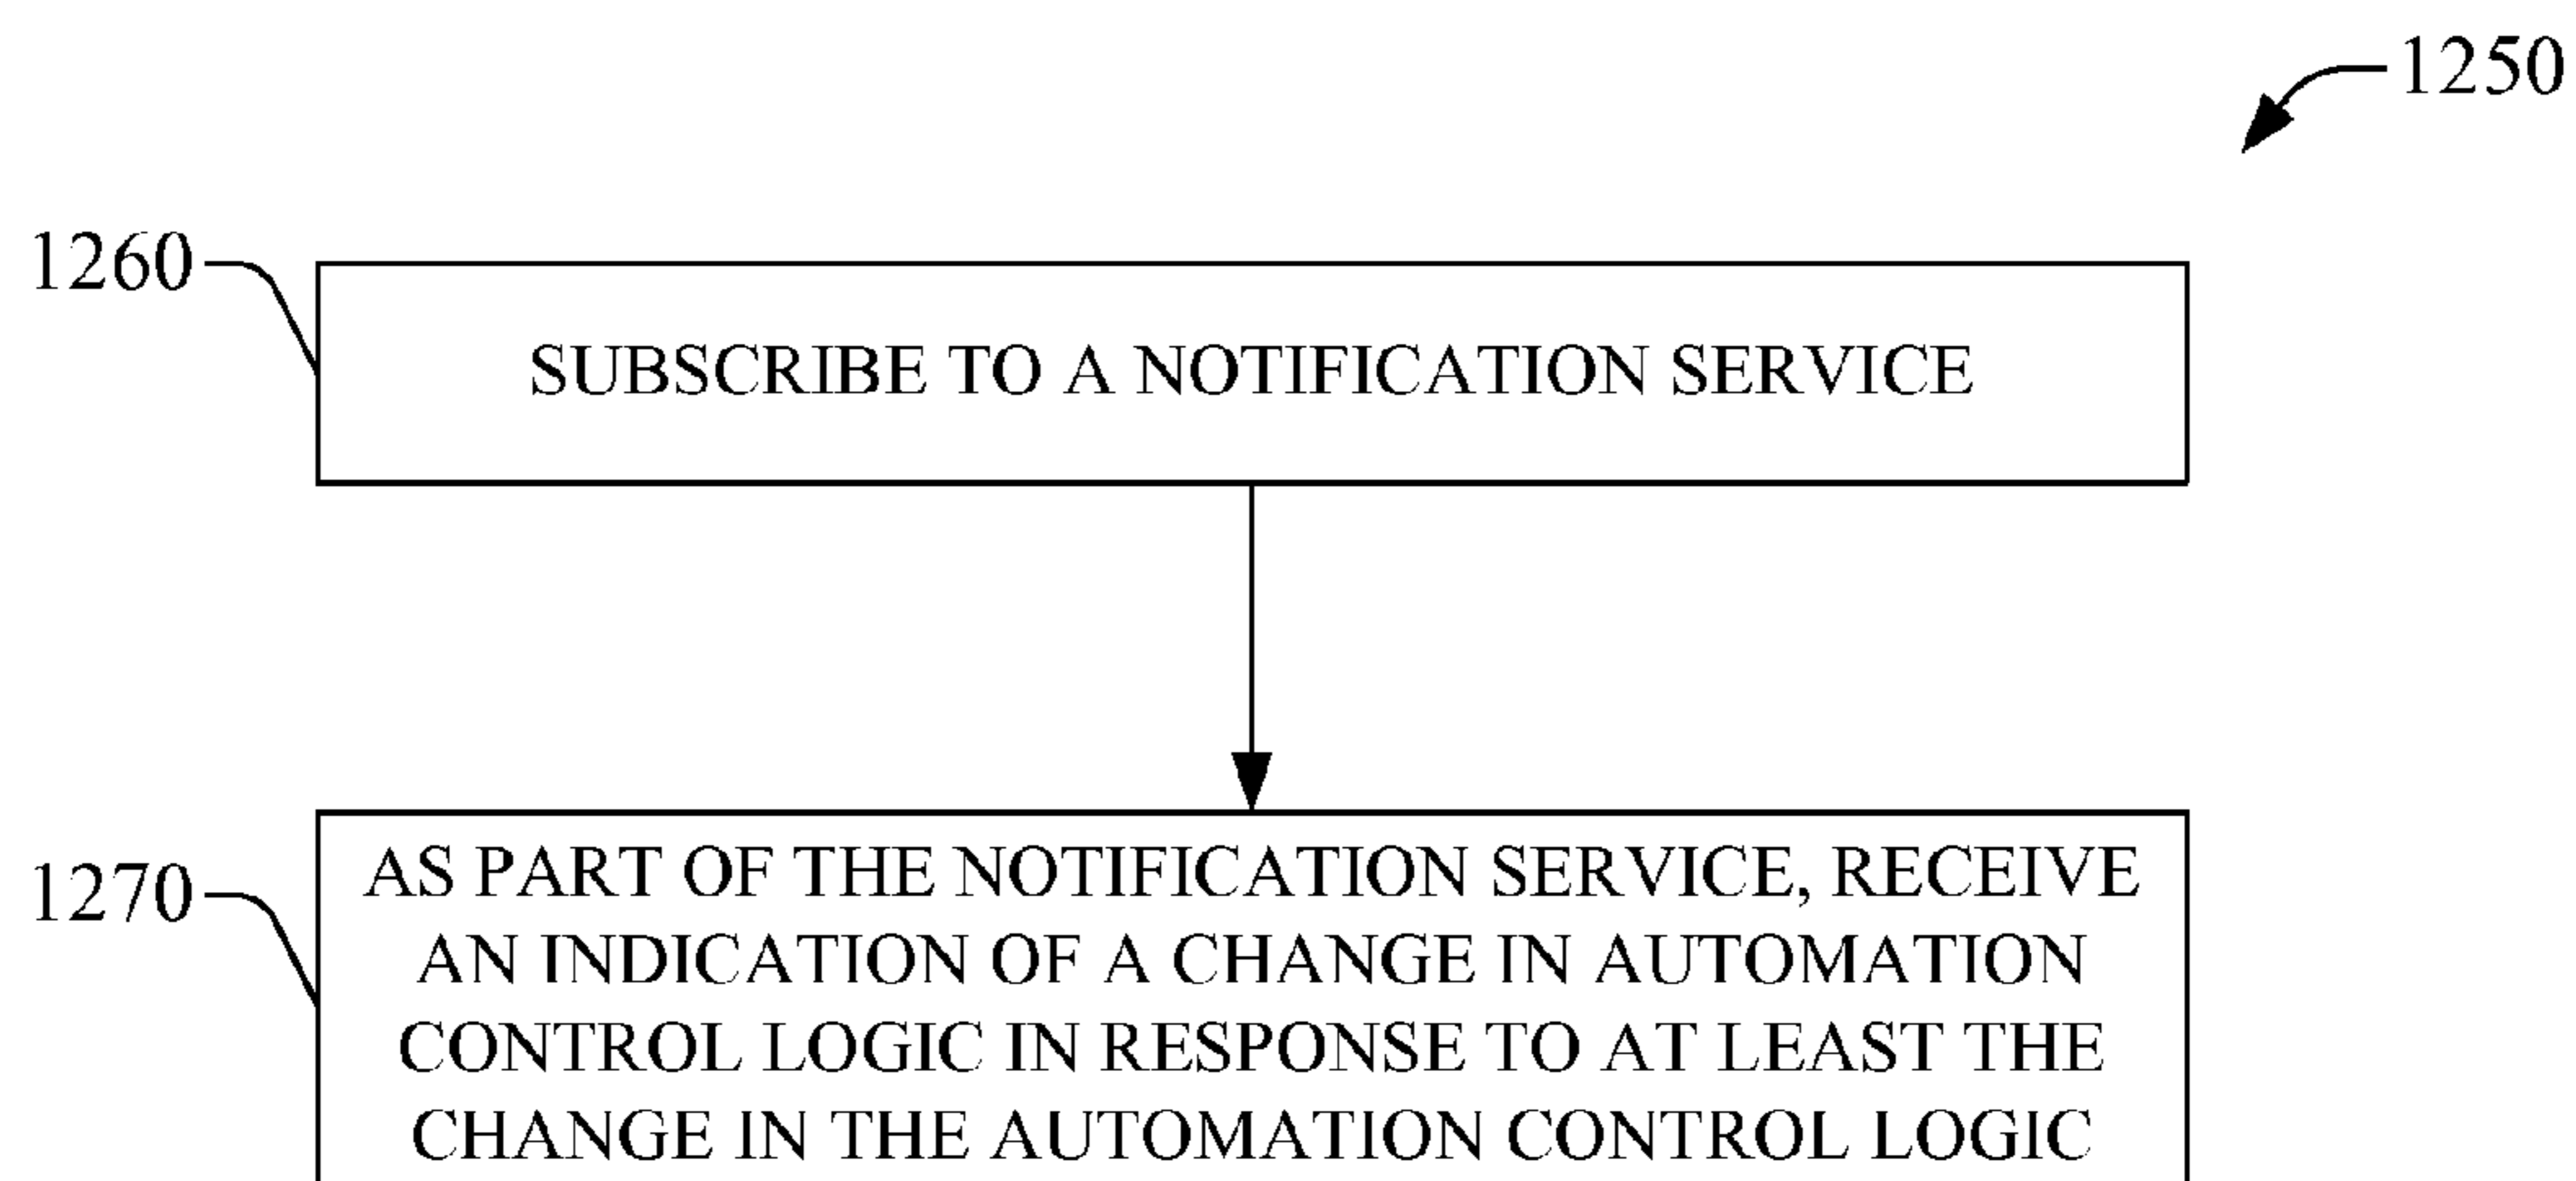 1250
1260
SUBSCRIBE TO A NOTIFICATION SERVICE
1270
AS PART OF THE NOTIFICATION SERVICE, RECEIVE
AN INDICATION OF A CHANGE IN AUTOMATION
CONTROL LOGIC IN RESPONSE TO AT LEAST THE
CHANGE IN THE AUTOMATION CONTROL LOGIC